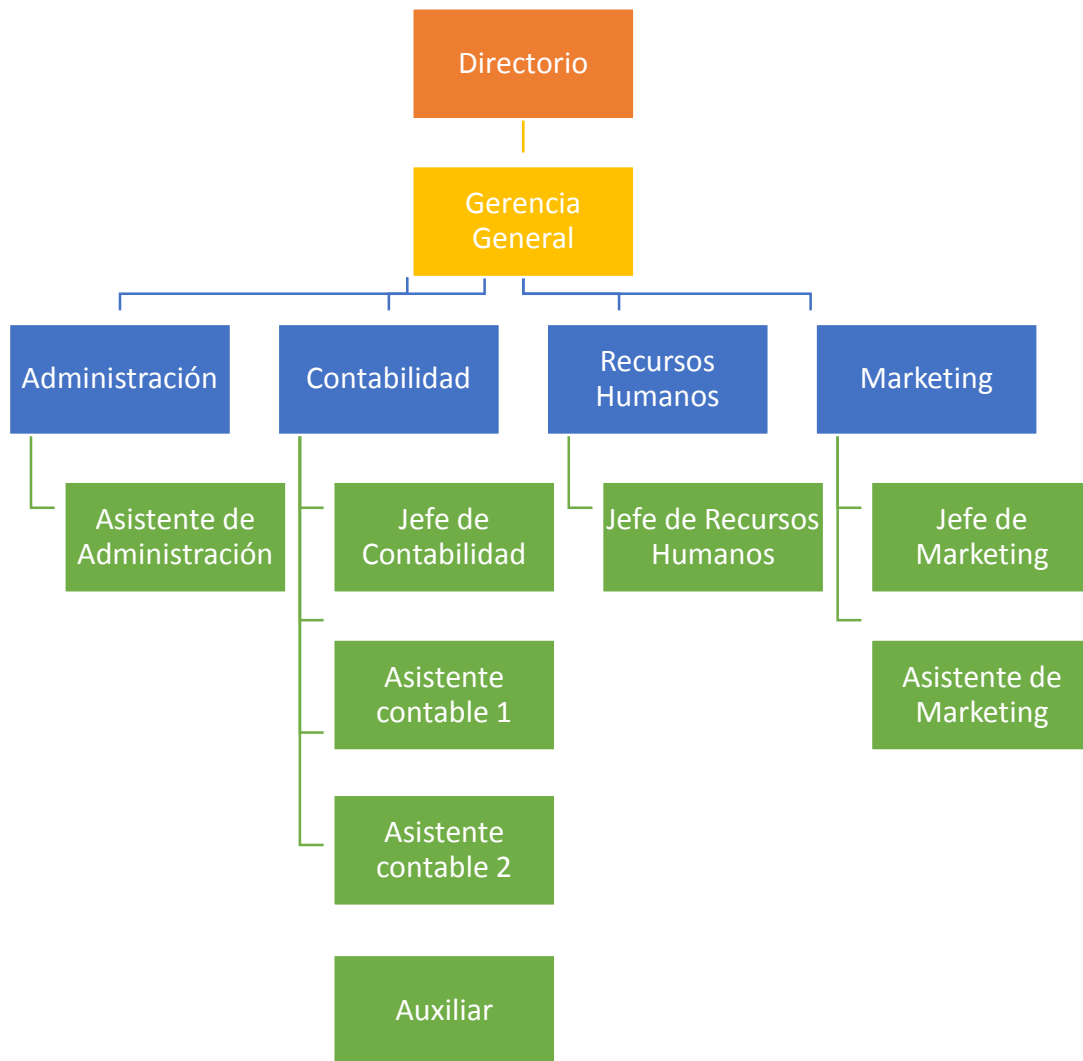 Directorio
Gerencia
General
Administración
Contabilidad
Recursos
Humanos
Marketing
Asistente de
Administración
Jefe de
Contabilidad
Jefe de Recursos
Humanos
Jefe de
Marketing
Asistente
contable 1
Asistente de
Marketing
Asistente
contable 2
Auxiliar